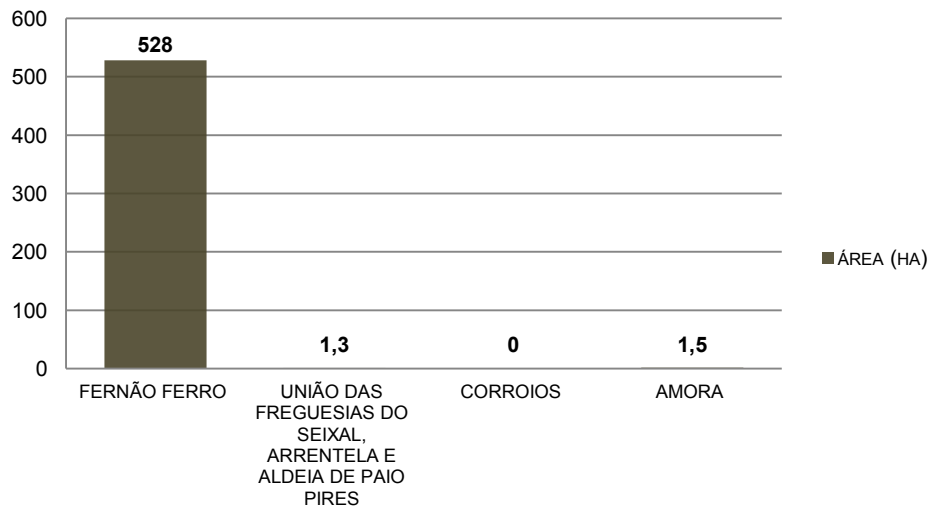 600
500
400
300
200
100
0
528
1,3
0
1,5
FERNÃO FERRO
UNIÃO DAS
FREGUESIAS DO
SEIXAL,
ARRENTELA E
ALDEIA DE PAIO
PIRES
CORROIOS
AMORA
ÁREA (HA)